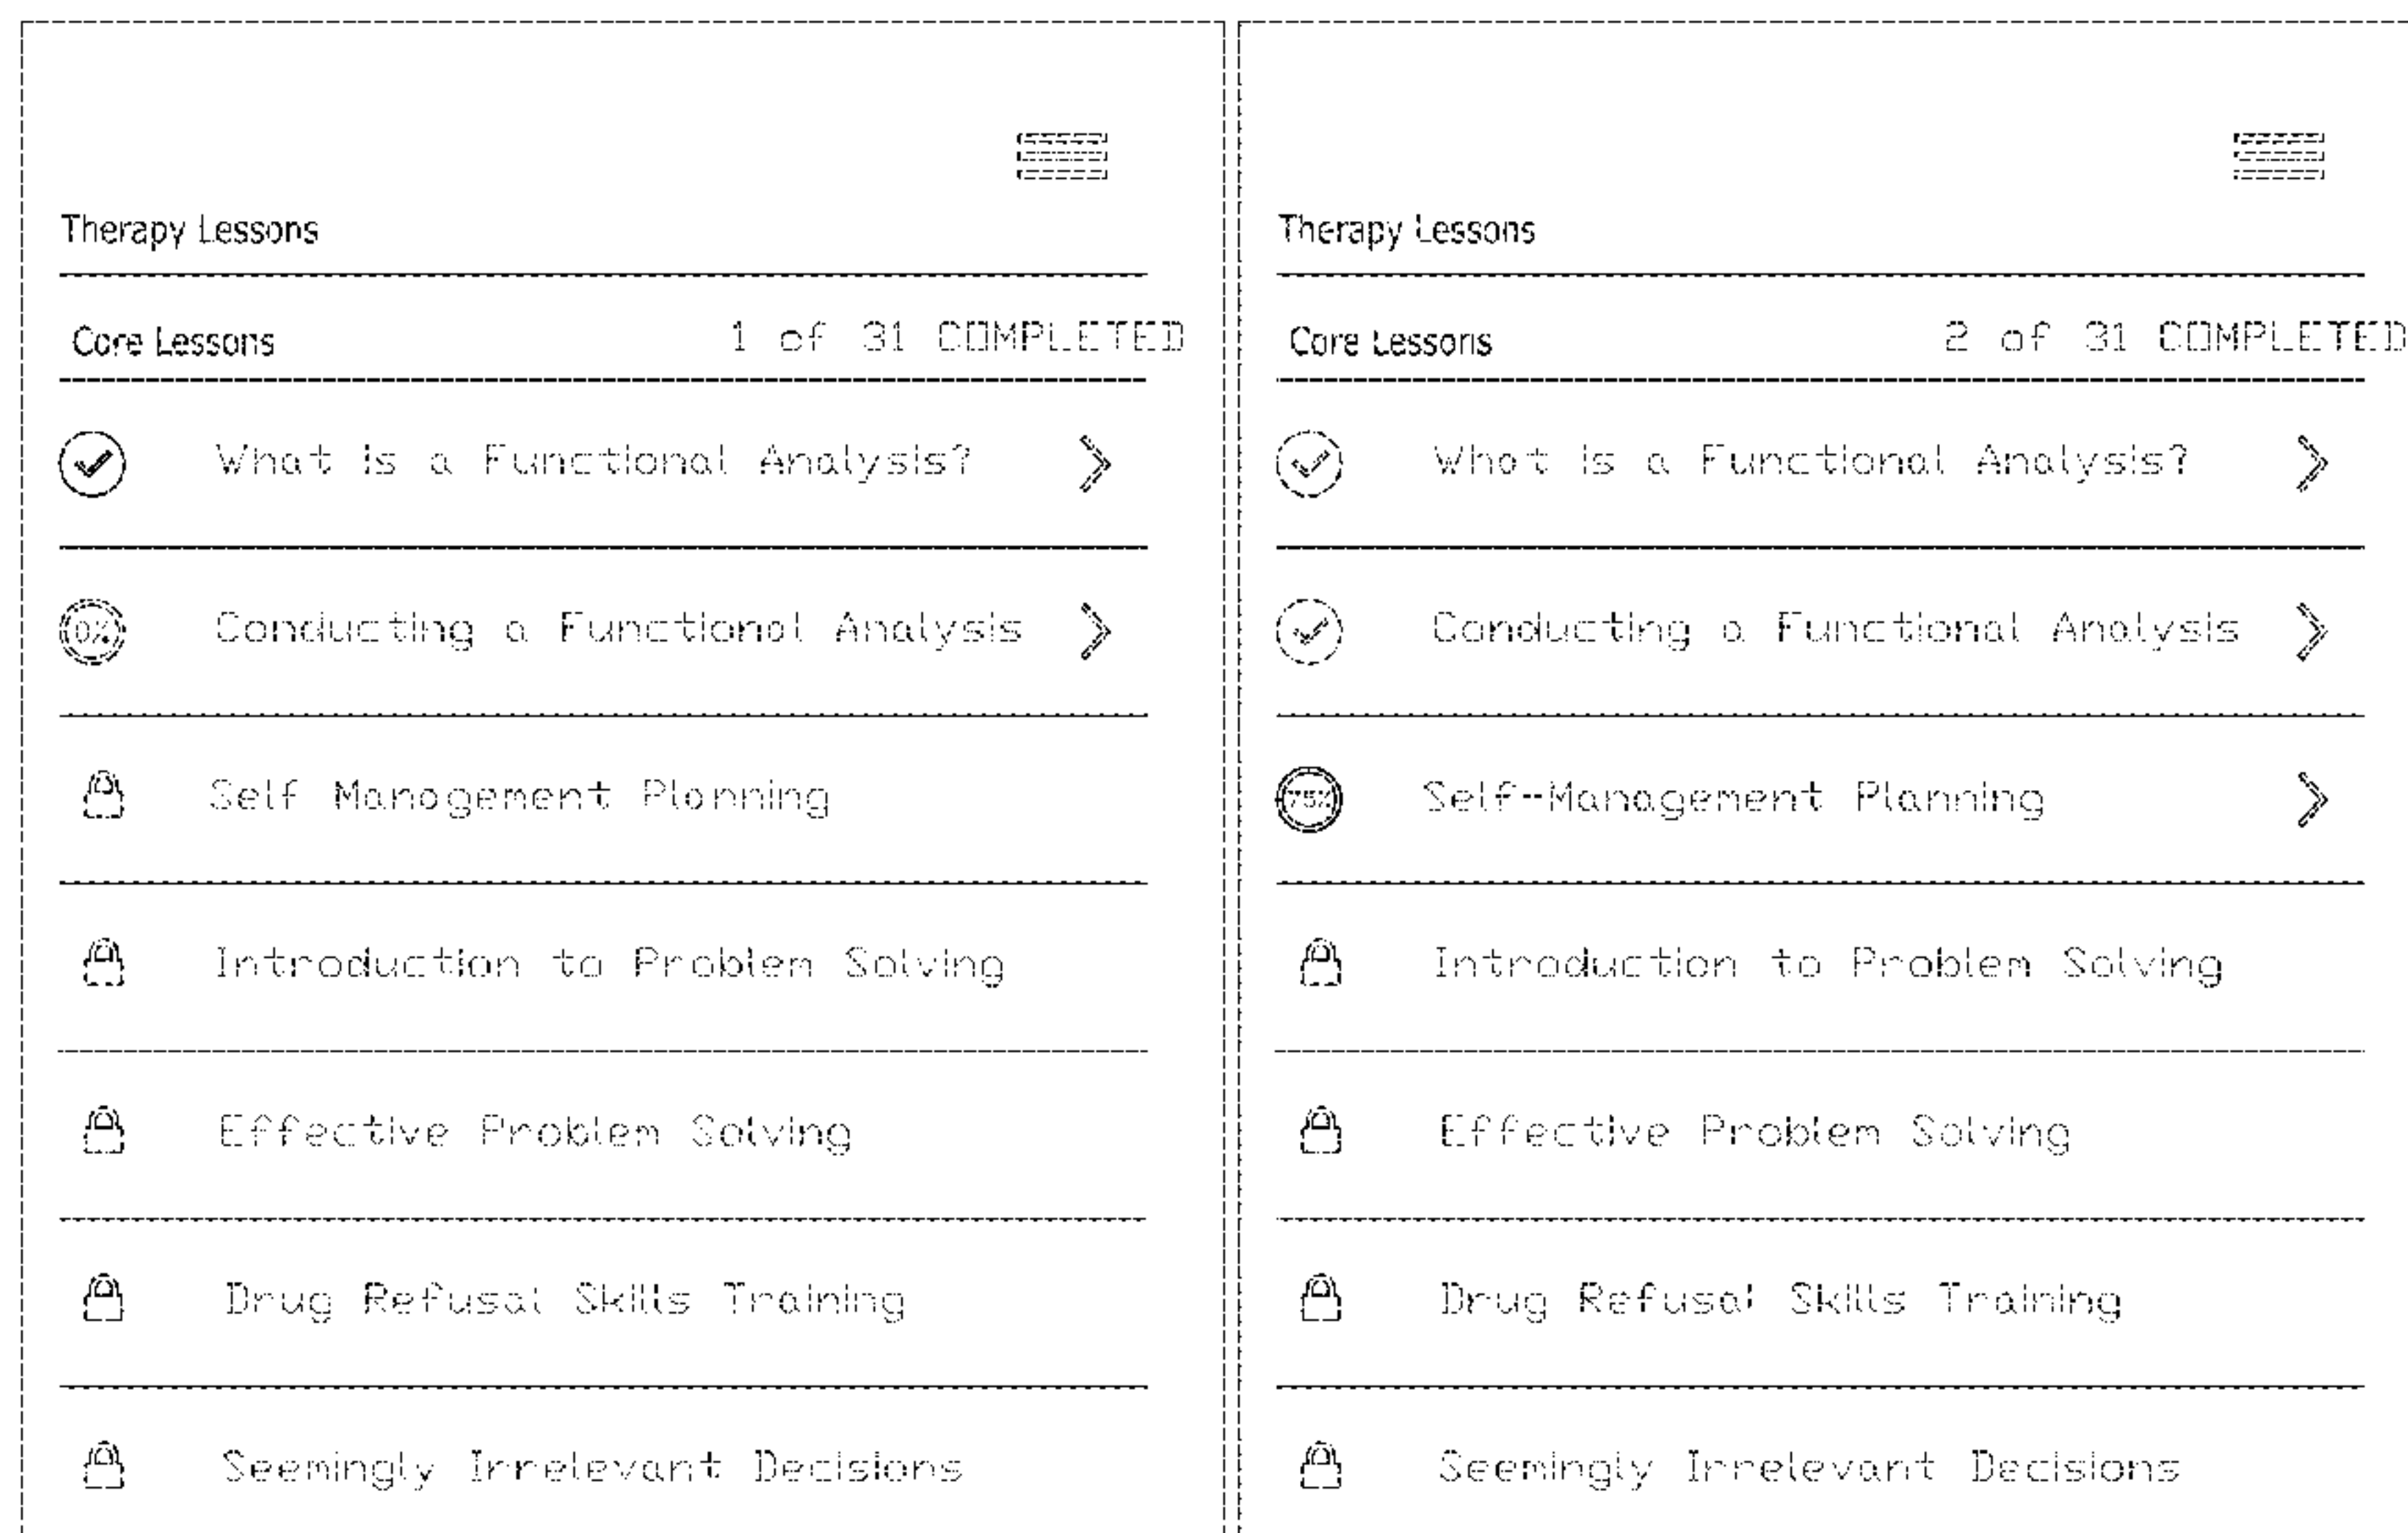 Therapy Lessons
Core Lessons 1 of 31 COMPLETED
What is a Functional Analysis?
0% Conducting a Functional Analysis
Self Management Planning
Introduction to Problem Solving
Effective Problem Solving
Drug Refusal Skills Training
Seemingly Irrelevant Decisions
Therapy Lessons
Core Lessons 2 of 31 COMPLETED
What is a Functional Analysis?
Conducting a Functional Analysis
75% Self-Management Planning
Introduction to Problem Solving
Effective Problem Solving
Drug Refusal Skills Training
Seemingly Irrelevant Decisions